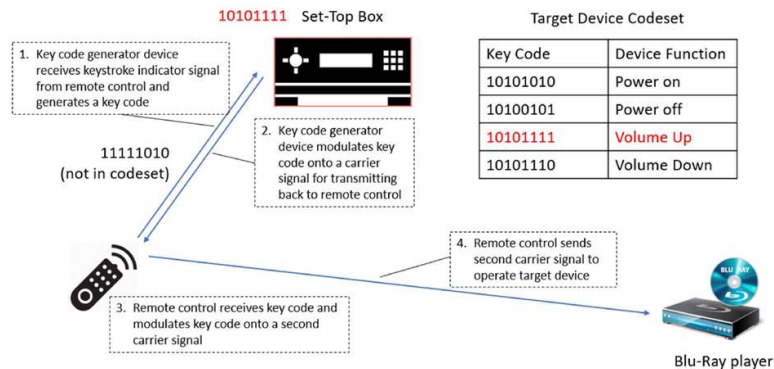 10101111 Set-Top Box
Target Device Codeset
1. Key code generator device
receives keystroke indicator signal
from remote control and
generates a key code
Key Code Device Function
10101010 Power on
10100101 Power off
10101111 Volume Up
10101110 Volume Down
2. Key code generator
device modulates key
code onto a carrier
signal for transmitting
back to remote control
11111010
(not in codeset)
4. Remote control sends
second carrier signal to
operate target device
3. Remote control receives key code and
modulates key code onto a second
carrier signal
BLU RAY
Blu-Ray player